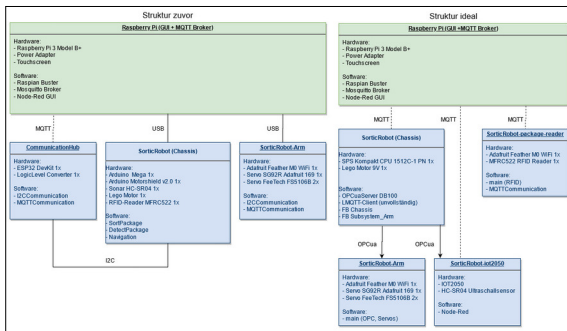 Struktur zuvor
Raspberry Pi (GUI + MQTT Broker)
Hardware:
- Raspberry Pi 3 Model B+
- Power Adapter
- Touchscreen
Software:
- Raspian Buster
- Mosquitto Broker
- Node-Red GUI
MQTT
USB
USB
CommunicationHub
Hardware:
- ESP32 DevKit 1x
- LogicLevel Converter 1x
Software:
- I2CCommunication
- MQTTCommunication
SorticRobot (Chassis)
Hardware:
- Arduino Mega 1x
- Arduino Motorshield v2.0 1x
- Sonar HC-SR04 1x
- Lego Motor 1x
- RFID-Reader MFRC522 1x
Software:
- SortPackage
- DetectPackage
- Navigation
SorticRobot-Arm
Hardware:
- Adafruit Feather M0 WiFi 1x
- Servo SG92R Adafruit 169 1x
- Servo FeeTech FS5106B 2x
Software:
- I2CCommunication
- MQTTCommunication
I2C
Struktur ideal
Raspberry Pi (GUI +MQTT Broker)
Hardware:
- Raspberry Pi 3 Model B+
- Power Adapter
- Touchscreen
Software:
- Raspian Buster
- Mosquitto Broker
- Node-Red GUI
MQTT
MQTT
MQTT
SorticRobot (Chassis)
Hardware:
- SPS Kompakt CPU 1512C-1 PN 1x
- Lego Motor 9V 1x
Software:
- OPCuaServer DB100
- LMQTT-Client (unvollständig)
- FB Chassis
- FB Subsystem_Arm
SorticRobot-package-reader
Hardware:
- Adafruit Feather M0 WiFi 1x
- MFRC522 RFID Reader 1x
Software:
- main (RFID)
- MQTTCommunication
OPCua
OPCua
SorticRobot-Arm
Hardware:
- Adafruit Feather M0 WiFi 1x
- Servo SG92R Adafruit 169 1x
- Servo FeeTech FS5106B 2x
Software:
- main (OPC, Servos)
SorticRobot-iot2050
Hardware:
- IOT2050
- HC-SR04 Ultraschallsensor
Software:
- Node-Red